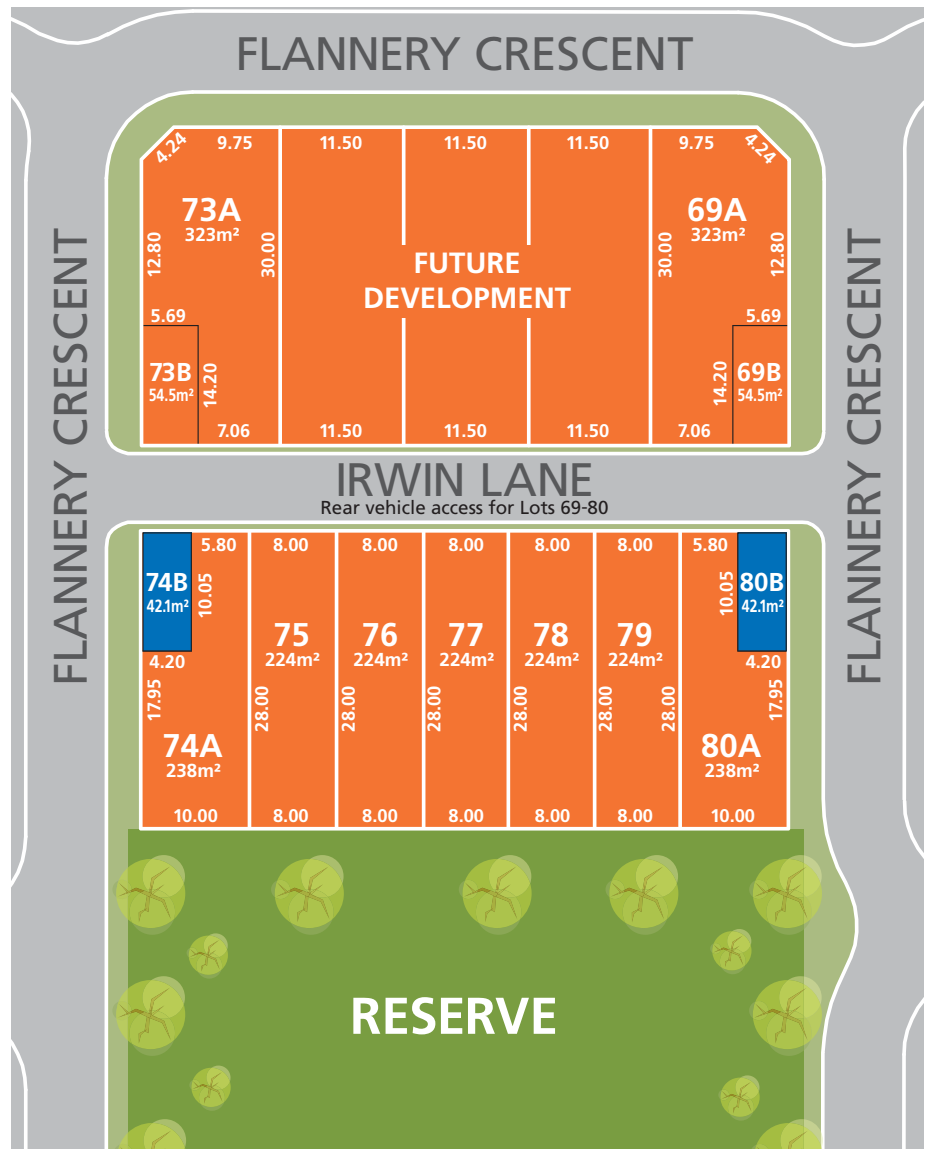 FLANNERY CRESCENT
FLANNERY CRESCENT
FLANNERY CRESCENT
4.24
9.75
11.50
11.50
11.50
9.75
4.24
73A
323m²
69A
323m²
12.80
30.00
FUTURE
DEVELOPMENT
30.00
12.80
5.69
5.69
73B
54.5m²
14.20
14.20
69B
54.5m²
7.06
11.50
11.50
11.50
7.06
IRWIN LANE
Rear vehicle access for Lots 69-80
5.80
8.00
8.00
8.00
8.00
8.00
5.80
74B
42.1m²
10.05
10.05
80B
42.1m²
75
224m²
76
224m²
77
224m²
78
224m²
79
224m²
4.20
4.20
17.95
28.00
28.00
28.00
28.00
28.00
28.00
17.95
74A
238m²
80A
238m²
10.00
8.00
8.00
8.00
8.00
8.00
10.00
RESERVE